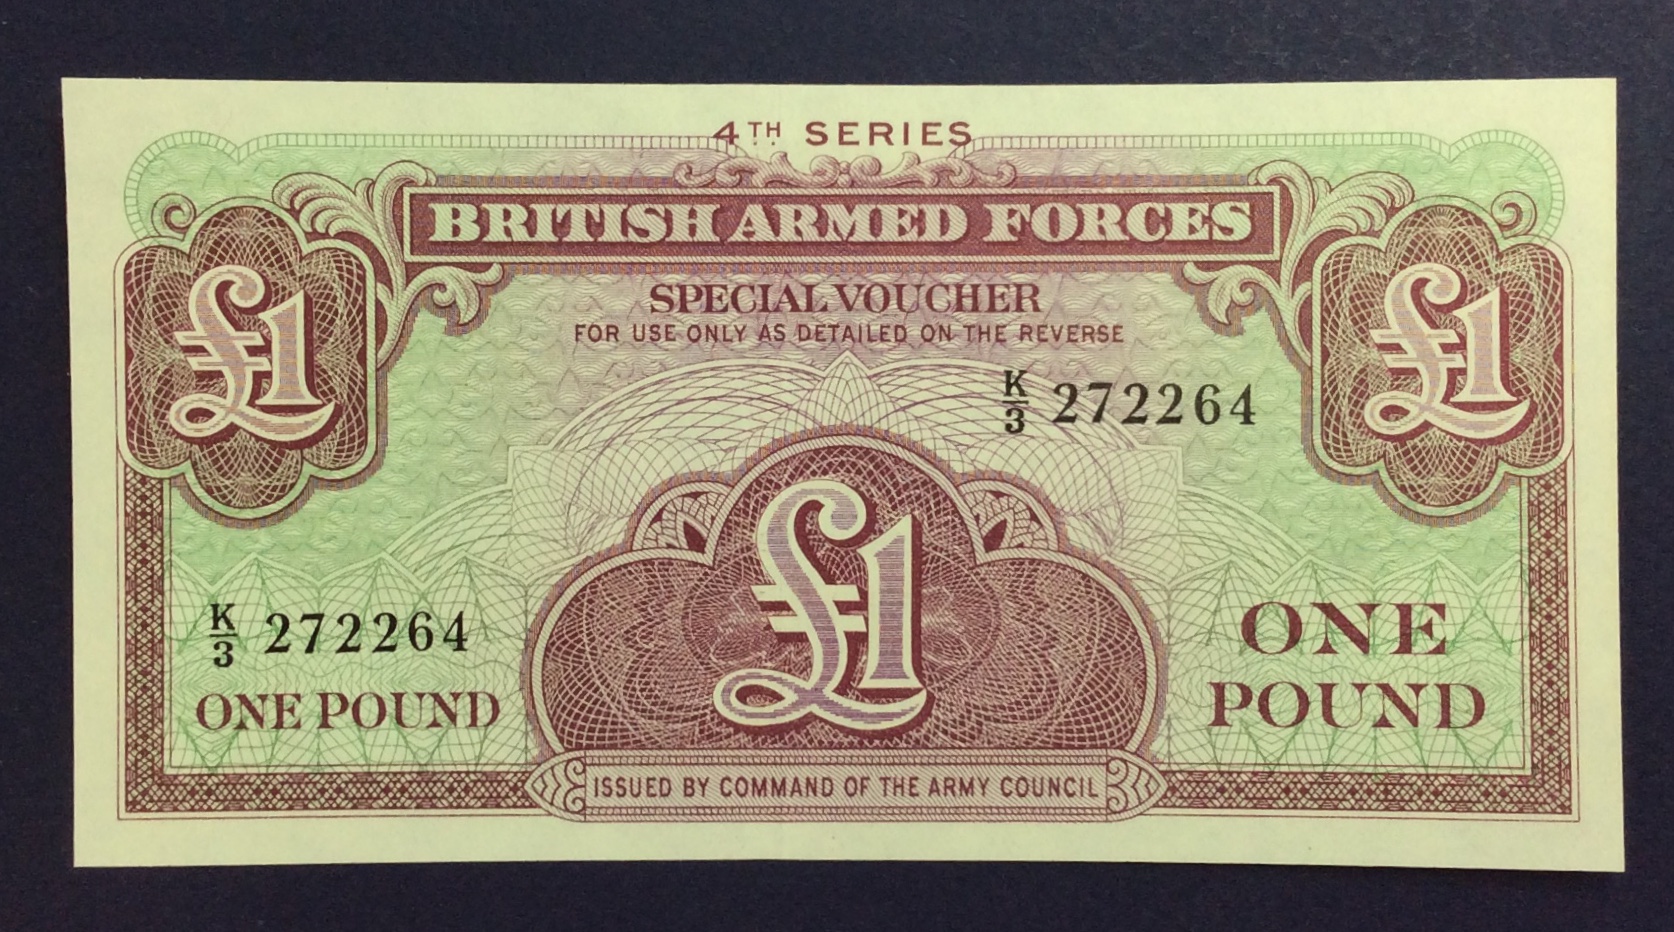 4TH SERIES
BRITISH ARMED FORCES
£1
£1
SPECIAL VOUCHER
FOR USE ONLY AS DETAILED ON THE REVERSE
K/3 272264
£1
K/3 272264
ONE POUND
ONE
POUND
ISSUED BY COMMAND OF THE ARMY COUNCIL